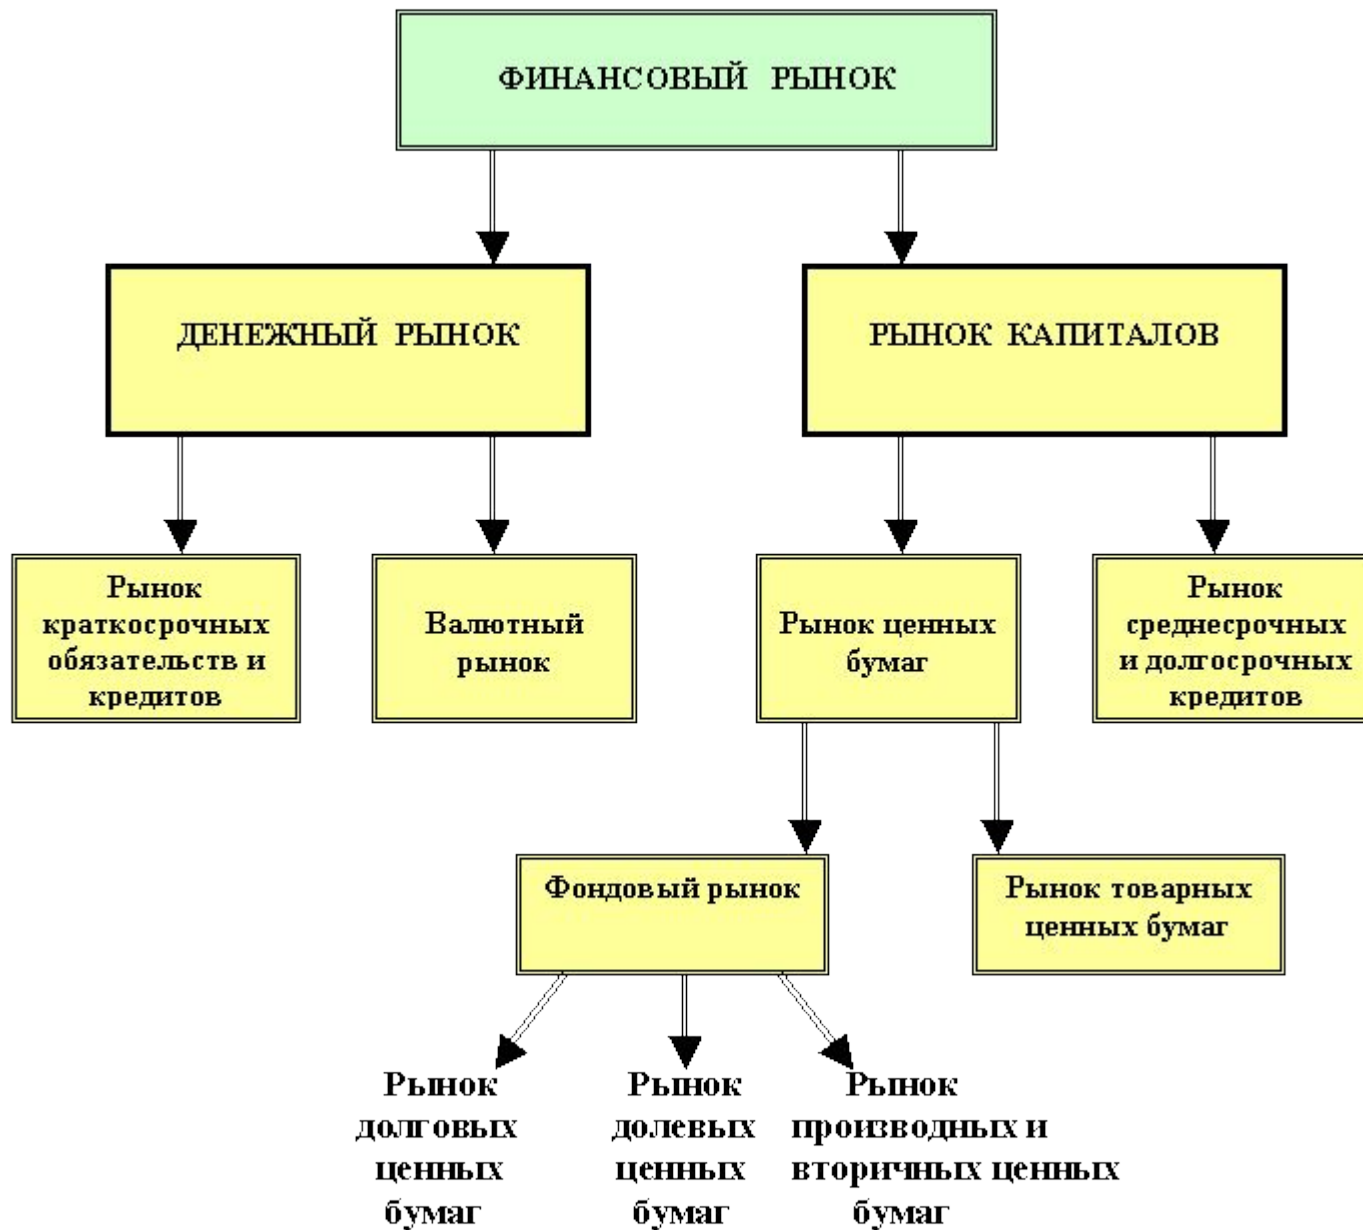 ФИНАНСОВЫЙ РЫНОК
ДЕНЕЖНЫЙ РЫНОК
РЫНОК КАПИТАЛОВ
Рынок
краткосрочных
обязательств и
кредитов
Валютный
рынок
Рынок ценных
бумаг
Рынок
среднесрочных
и долгосрочных
кредитов
Фондовый рынок
Рынок товарных
ценных бумаг
Рынок
долговых
ценных
бумаг
Рынок
долевых
ценных
бумаг
Рынок
производных и
вторичных ценных
бумаг